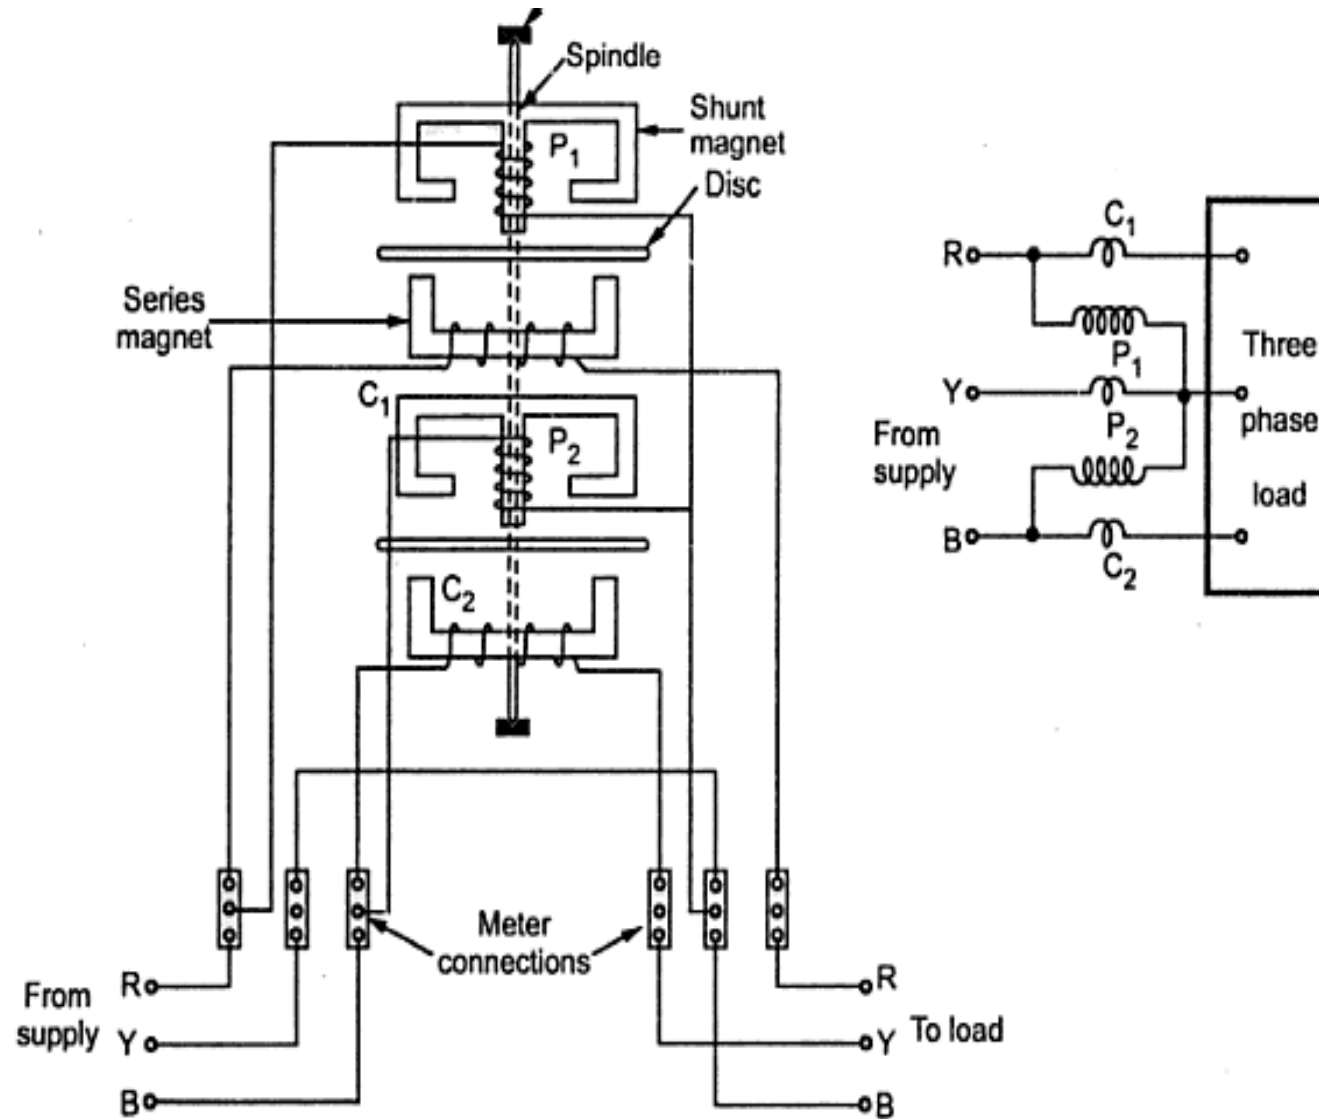 Spindle
Shunt
magnet
P1
Disc
Series
magnet
C1
P2
C2
Meter
connections
From
supply
R
Y
B
R
Y
B
To load
C1
R
P1
Three
Y
P2
phase
From
supply
load
B
C2